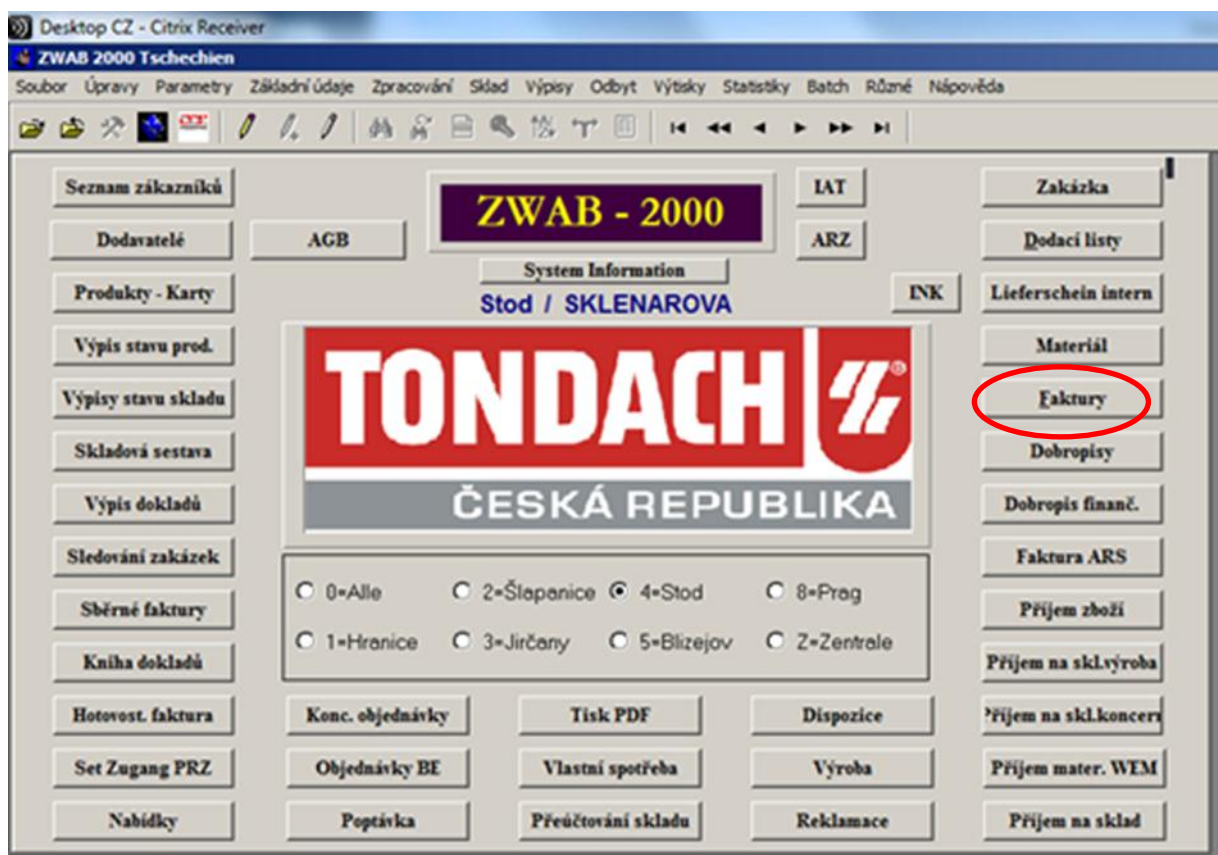 Desktop CZ - Citrix Receiver
ZWAB 2000 Tschechien
Soubor Úpravy Parametry Základní údaje Zpracování Sklad Výpisy Odbyt Výtisky Statistiky Batch Různé Nápověda
Seznam zákazníků
ZWAB - 2000
IAT
Zakázka
Dodavatelé
AGB
ARZ
Dodací listy
System Information
Produkty - Karty
Stod / SKLENAROVA
INK
Lieferschein intern
Výpis stavu prod.
Materiál
TONDACH ®
Výpisy stavu skladu
Faktury
Skladová sestava
Dobropisy
ČESKÁ REPUBLIKA
Výpis dokladů
Dobropis finanč.
Sledování zakázek
Faktura ARS
0=Alle 2=Šlapanice 4=Stod 8=Prag
Sběrné faktury
Příjem zboží
1=Hranice 3=Jirčany 5=Blizejov Z=Zentrale
Kniha dokladů
Příjem na skl.výroba
Hotovost. faktura
Konc. objednávky
Tisk PDF
Dispozice
Příjem na skl.koncern
Set Zugang PRZ
Objednávky BE
Vlastní spotřeba
Výroba
Příjem mater. WEM
Nabídky
Poptávka
Přeúčtování skladu
Reklamace
Příjem na sklad